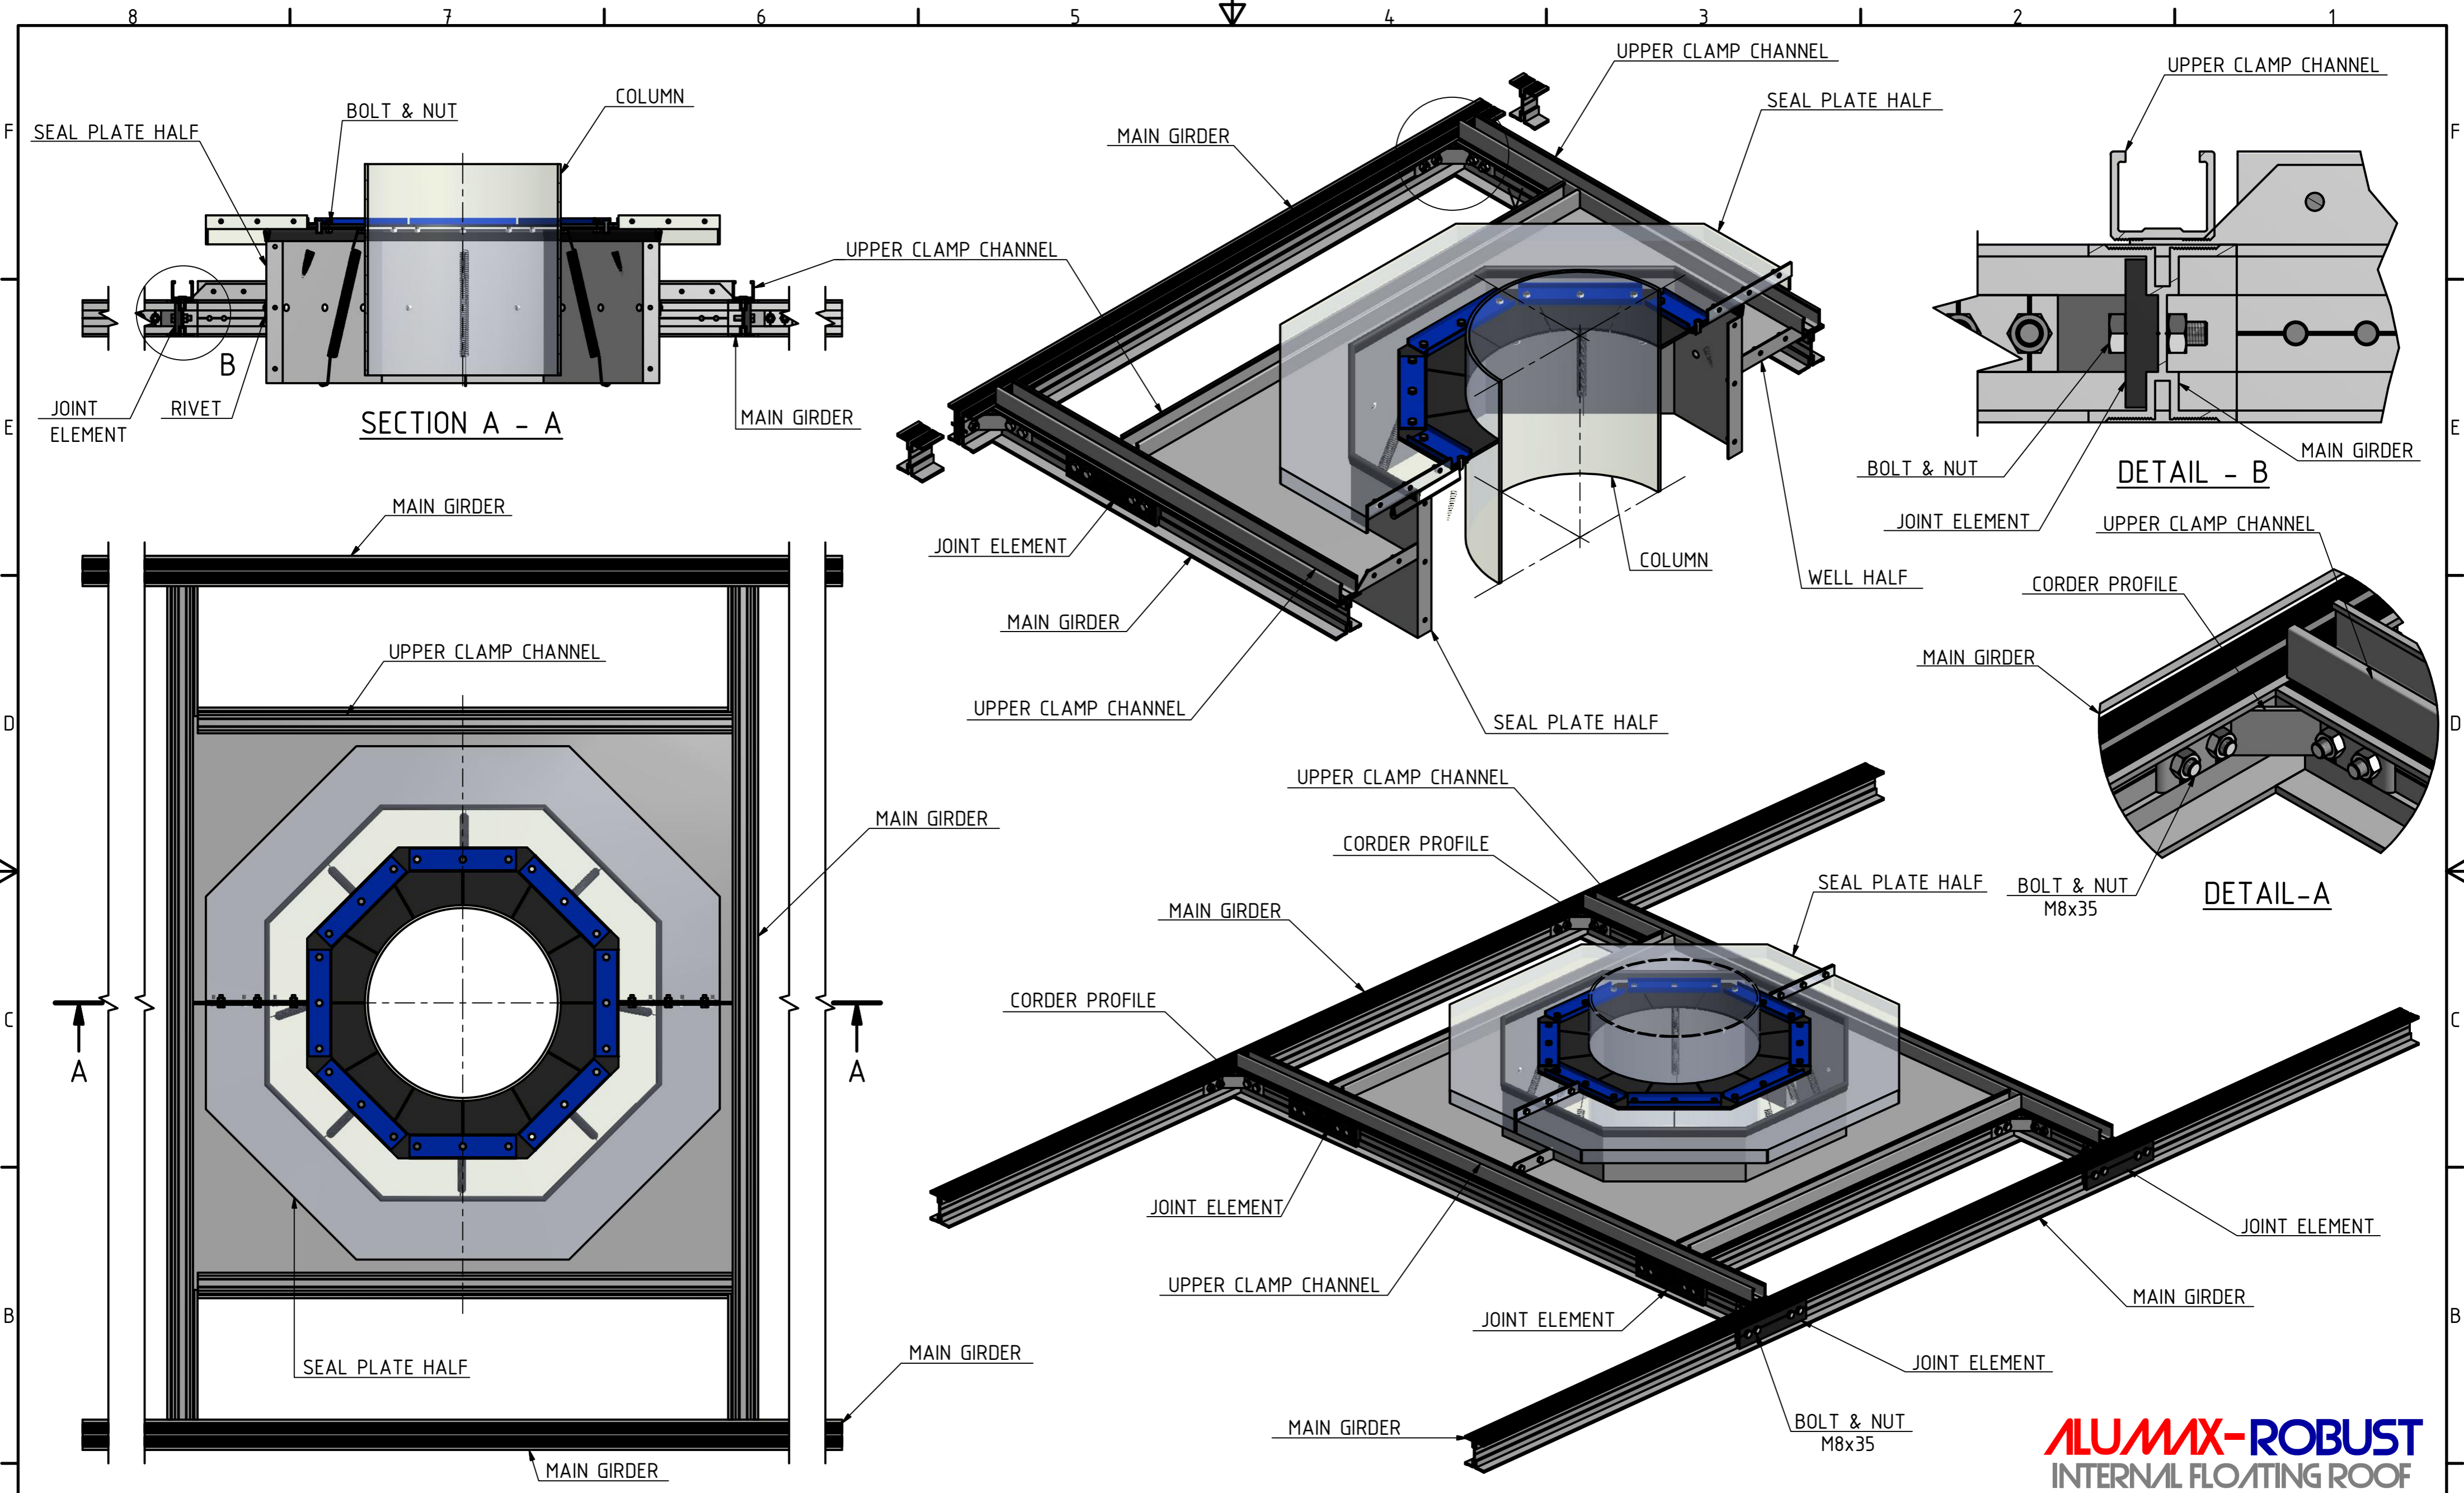 8 7 6 5 4 3 2 1
F
SEAL PLATE HALF
BOLT & NUT
COLUMN
UPPER CLAMP CHANNEL
B
JOINT
ELEMENT
RIVET
MAIN GIRDER
SECTION A - A
E
MAIN GIRDER
UPPER CLAMP CHANNEL
MAIN GIRDER
D
SEAL PLATE HALF
A
A
C
MAIN GIRDER
MAIN GIRDER
B
UPPER CLAMP CHANNEL
SEAL PLATE HALF
MAIN GIRDER
JOINT ELEMENT
MAIN GIRDER
COLUMN
WELL HALF
UPPER CLAMP CHANNEL
SEAL PLATE HALF
UPPER CLAMP CHANNEL
F
BOLT & NUT
MAIN GIRDER
JOINT ELEMENT
DETAIL - B
E
UPPER CLAMP CHANNEL
CORDER PROFILE
MAIN GIRDER
D
BOLT & NUT
M8x35
DETAIL-A
UPPER CLAMP CHANNEL
CORDER PROFILE
SEAL PLATE HALF
MAIN GIRDER
CORDER PROFILE
C
JOINT ELEMENT
JOINT ELEMENT
UPPER CLAMP CHANNEL
MAIN GIRDER
JOINT ELEMENT
B
JOINT ELEMENT
MAIN GIRDER
BOLT & NUT
M8x35
ALUMAX-ROBUST
INTERNAL FLOATING ROOF